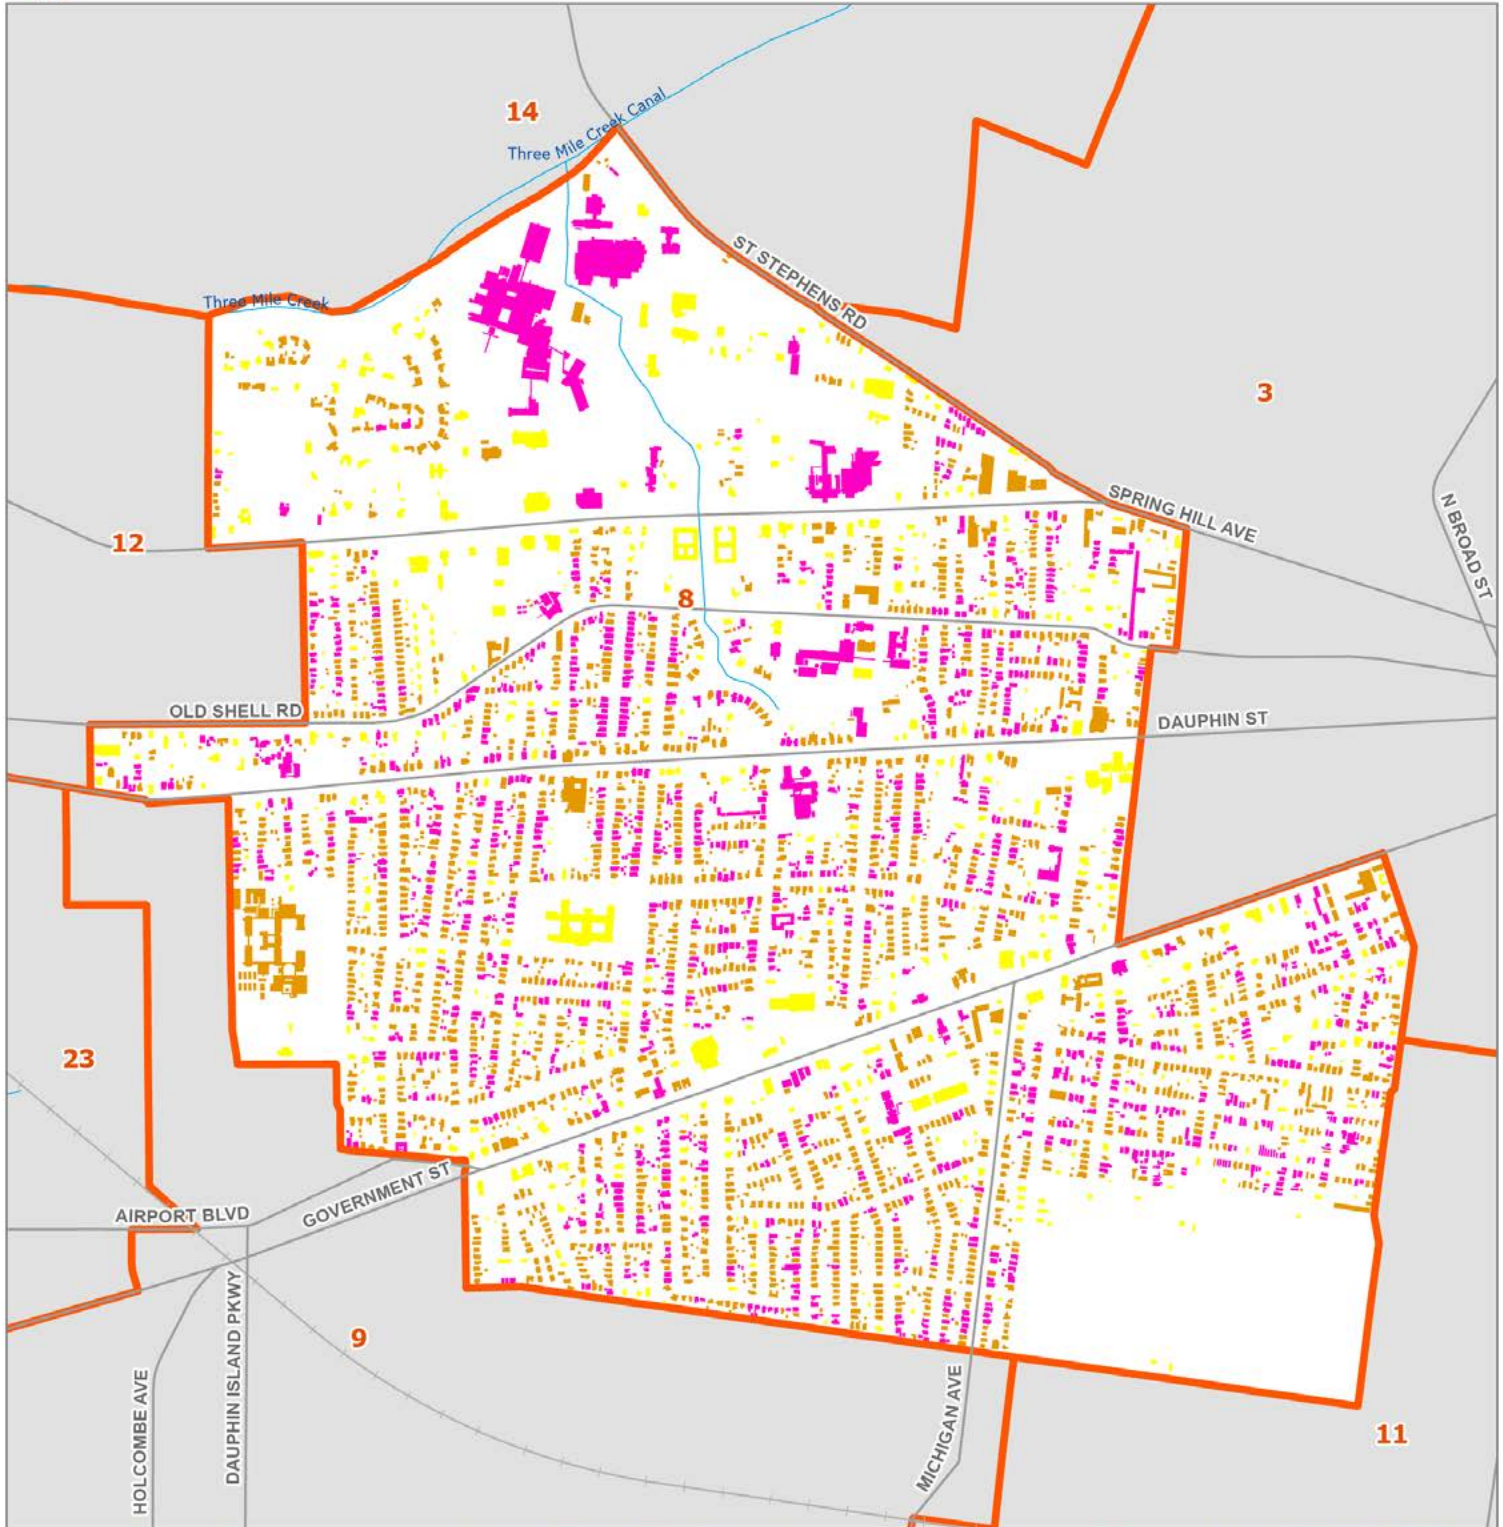 14
Three Mile Creek Canal
ST STEPHENS RD
Three Mile Creek
3
SPRING HILL AVE
N BROAD ST
12
8
OLD SHELL RD
DAUPHIN ST
23
GOVERNMENT ST
AIRPORT BLVD
DAUPHIN ISLAND PKWY
9
HOLCOMBE AVE
MICHIGAN AVE
11